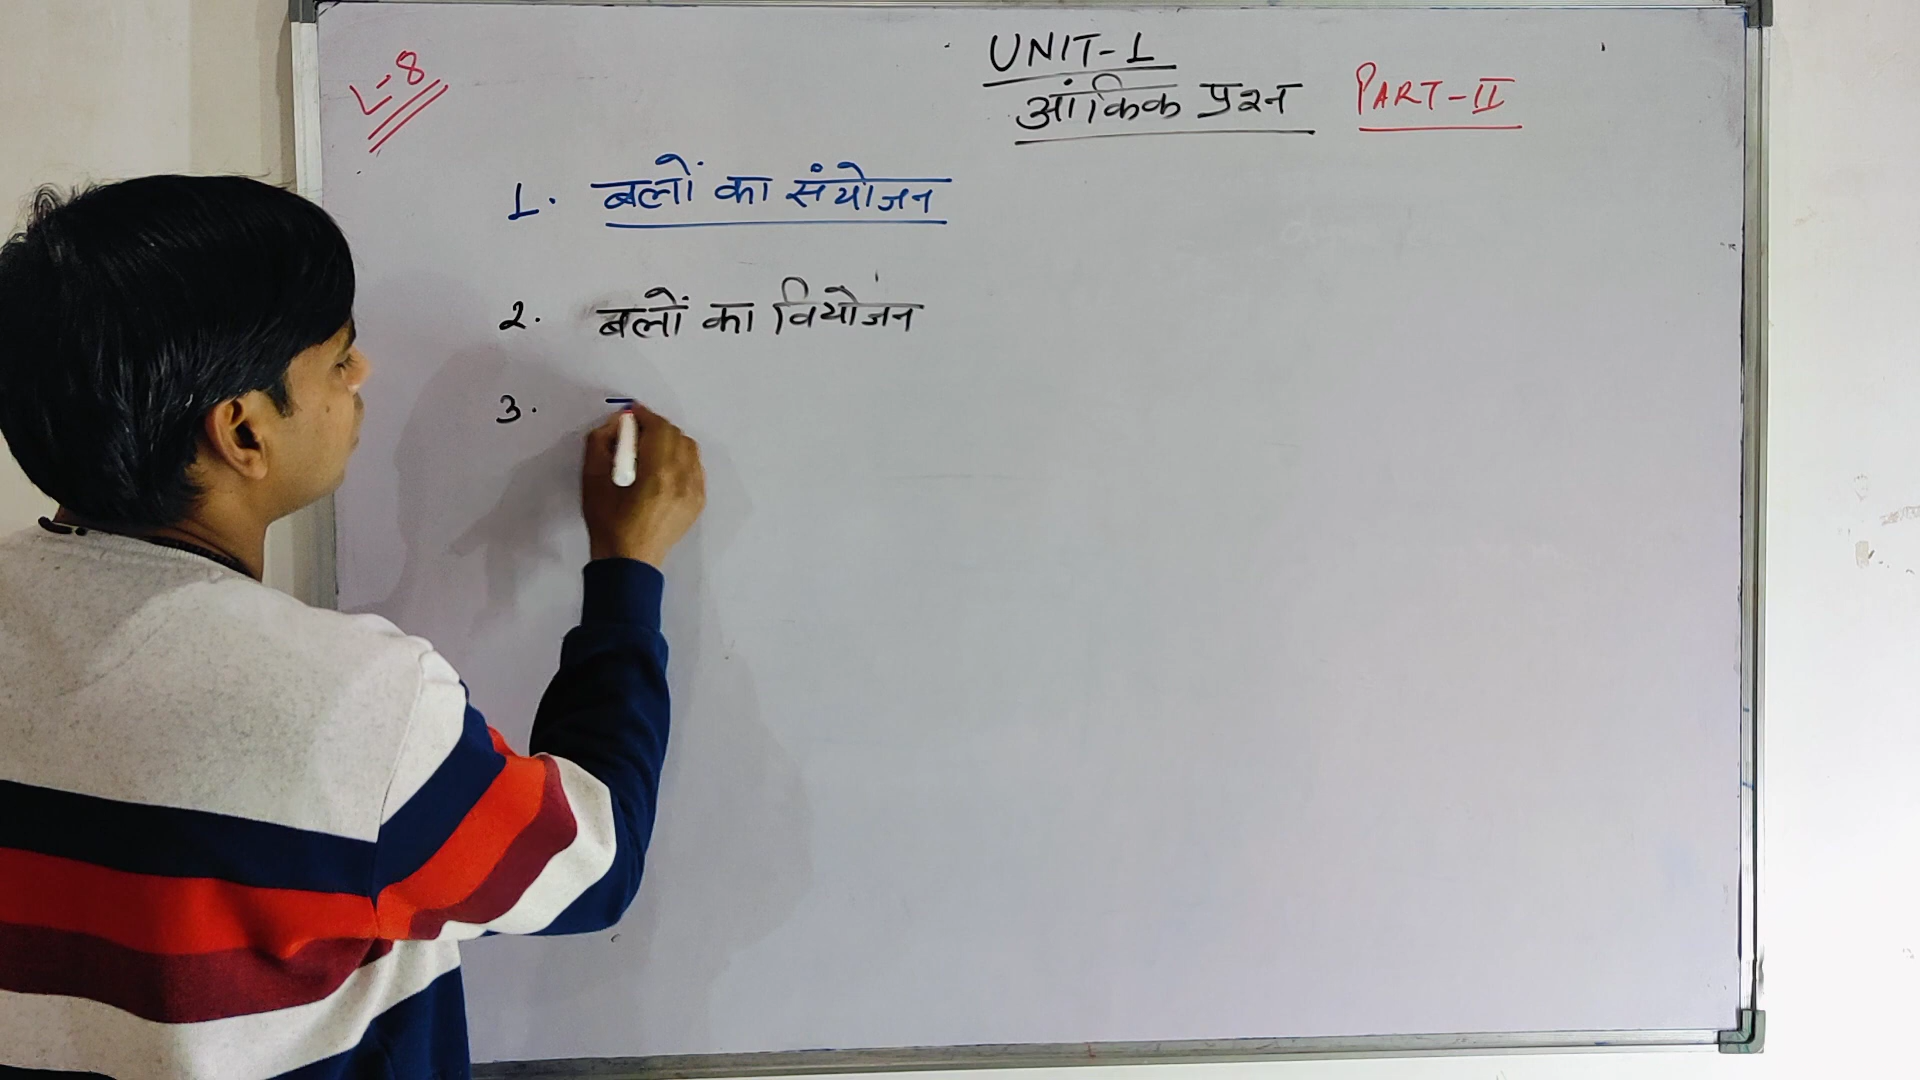 L-8
UNIT-1
आंकिक प्रश्न PART-II
1. बलों का संयोजन
2. बलों का वियोजन
3.